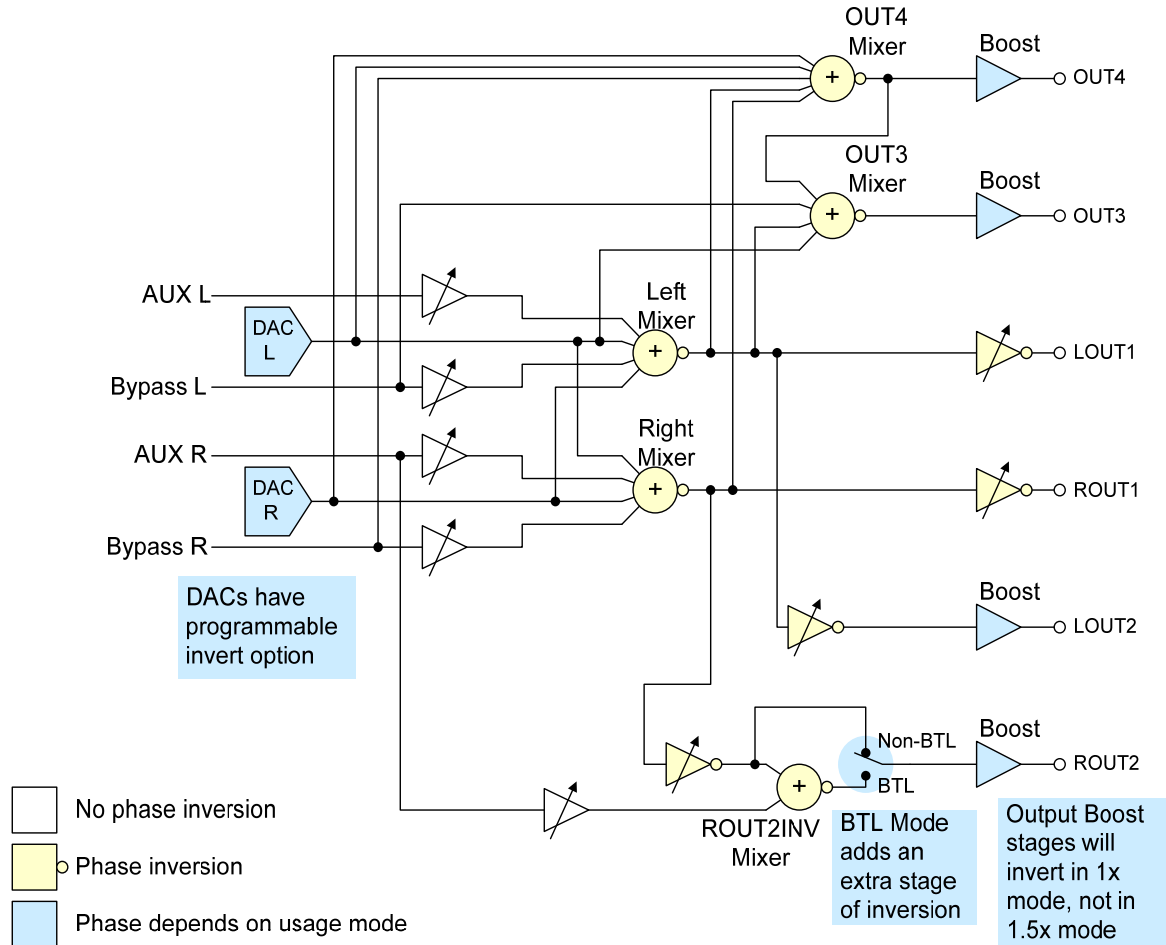 OUT4
Mixer
Boost
+
OUT4
OUT3
Mixer
Boost
+
OUT3
AUX L
DAC
L
Left
Mixer
+
LOUT1
Bypass L
AUX R
Right
Mixer
DAC
R
+
ROUT1
Bypass R
DACs have
programmable
invert option
Boost
LOUT2
Boost
Non-BTL
ROUT2
+
BTL
ROUT2INV
Mixer
BTL Mode
adds an
extra stage
of inversion
Output Boost
stages will
invert in 1x
mode, not in
1.5x mode
No phase inversion
Phase inversion
Phase depends on usage mode